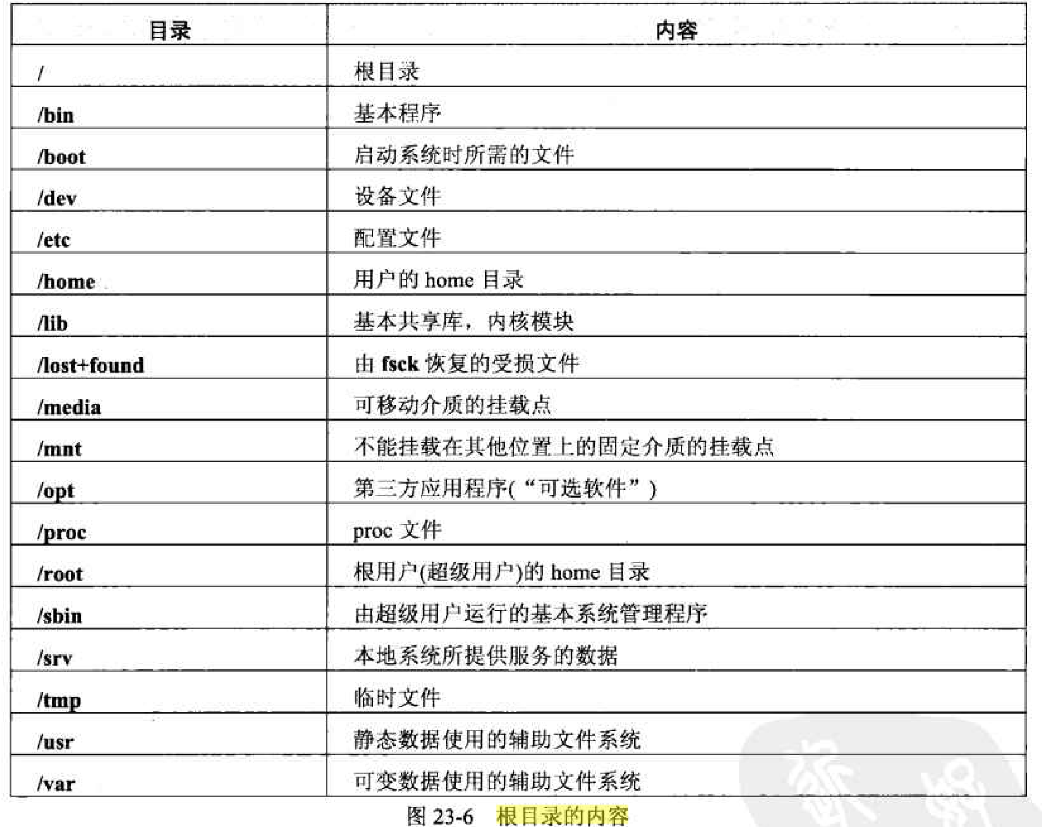 目录 内容
/ 根目录
/bin 基本程序
/boot 启动系统时所需的文件
/dev 设备文件
/etc 配置文件
/home 用户的 home 目录
/lib 基本共享库，内核模块
/lost+found 由 fsck 恢复的受损文件
/media 可移动介质的挂载点
/mnt 不能挂载在其他位置上的固定介质的挂载点
/opt 第三方应用程序(“可选软件”)
/proc proc 文件
/root 根用户(超级用户)的 home 目录
/sbin 由超级用户运行的基本系统管理程序
/srv 本地系统所提供服务的数据
/tmp 临时文件
/usr 静态数据使用的辅助文件系统
/var 可变数据使用的辅助文件系统
图 23-6 根目录的内容